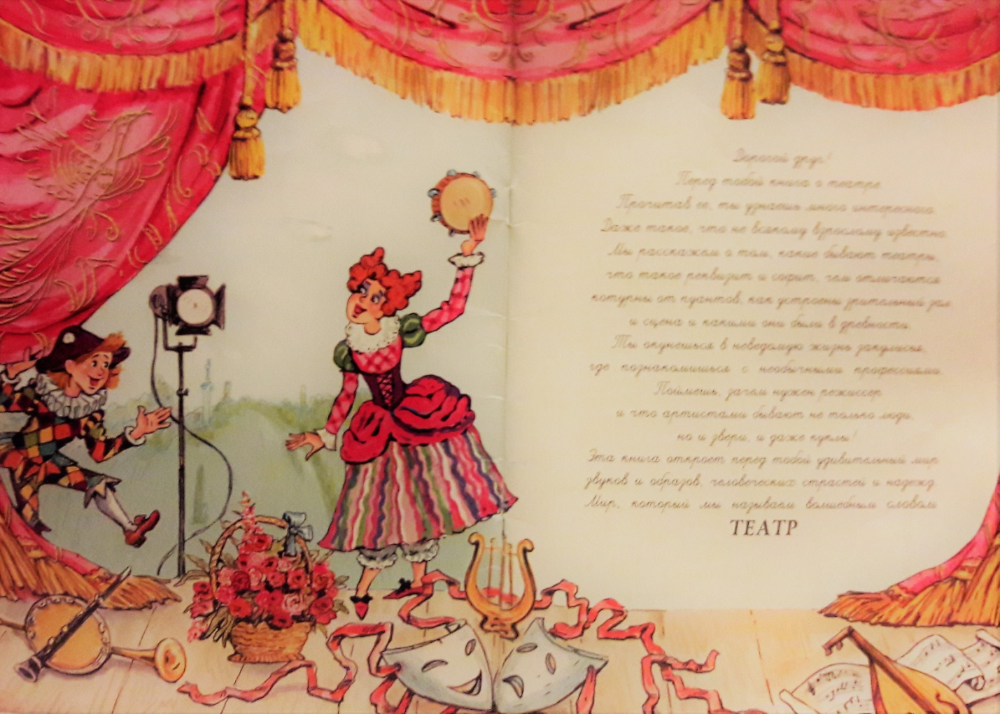 Дорогой друг!
Перед тобой книга о театре.
Прочитав ее, ты узнаешь много интересного.
Даже такое, что не всякому взрослому известно.
Мы расскажем о том, какие бывают театры,
что такое реквизит и софит, чем отличаются
котурны от пуантов, как устроены зрительный зал
и сцена и какими они были в древности.
Ты окунешься в неведомую жизнь закулисья,
где познакомишься с необычными профессиями.
Поймешь, зачем нужен режиссер
и что артистами бывают не только люди,
но и звери, и даже куклы!
Эта книга откроет перед тобой удивительный мир
звуков и образов, человеческих страстей и надежд.
Мир, который мы называем волшебным словом
ТЕАТР